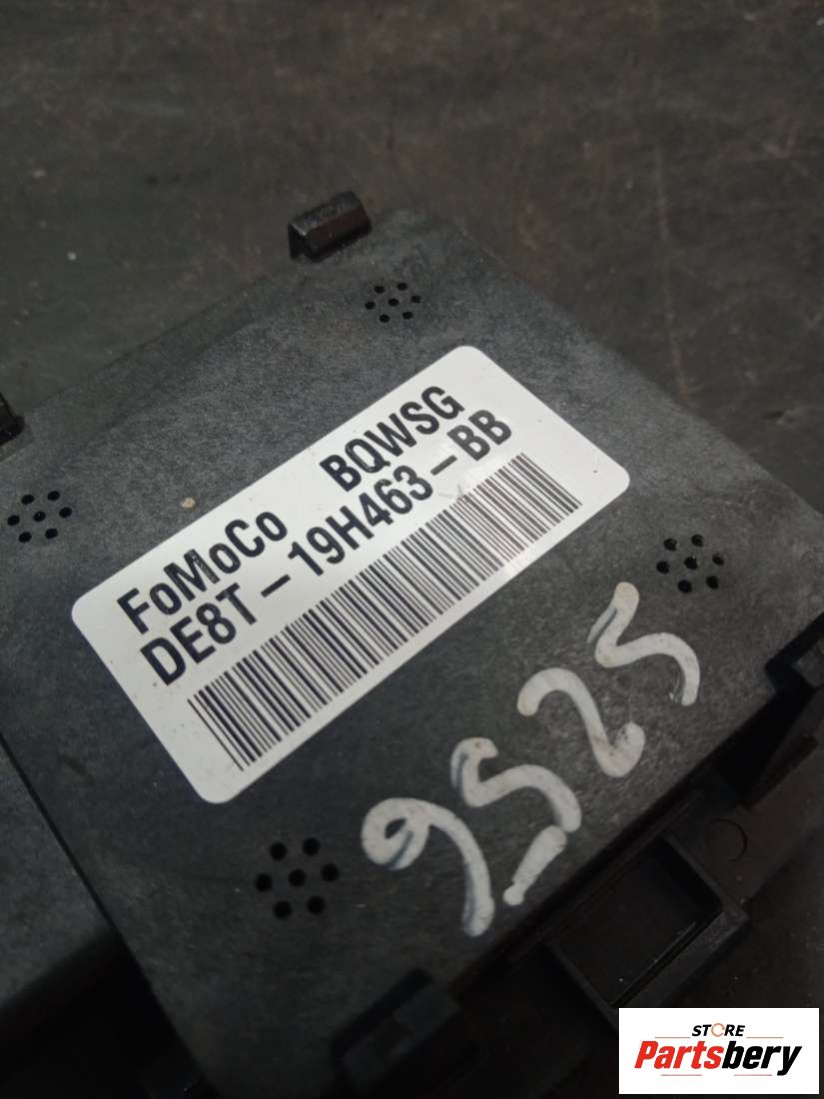 FoMoCo BQWSG
DE8T-19H463-BB
9525
STORE
Partsbery